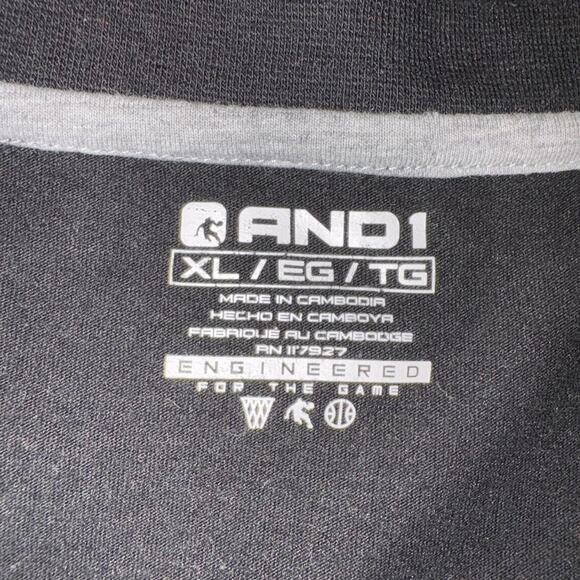 AND1
XL / EG / TG
MADE IN CAMBODIA
HECHO EN CAMBOYA
FABRIQUÉ AU CAMBODGE
RN 117927
ENGINEERED
FOR THE GAME